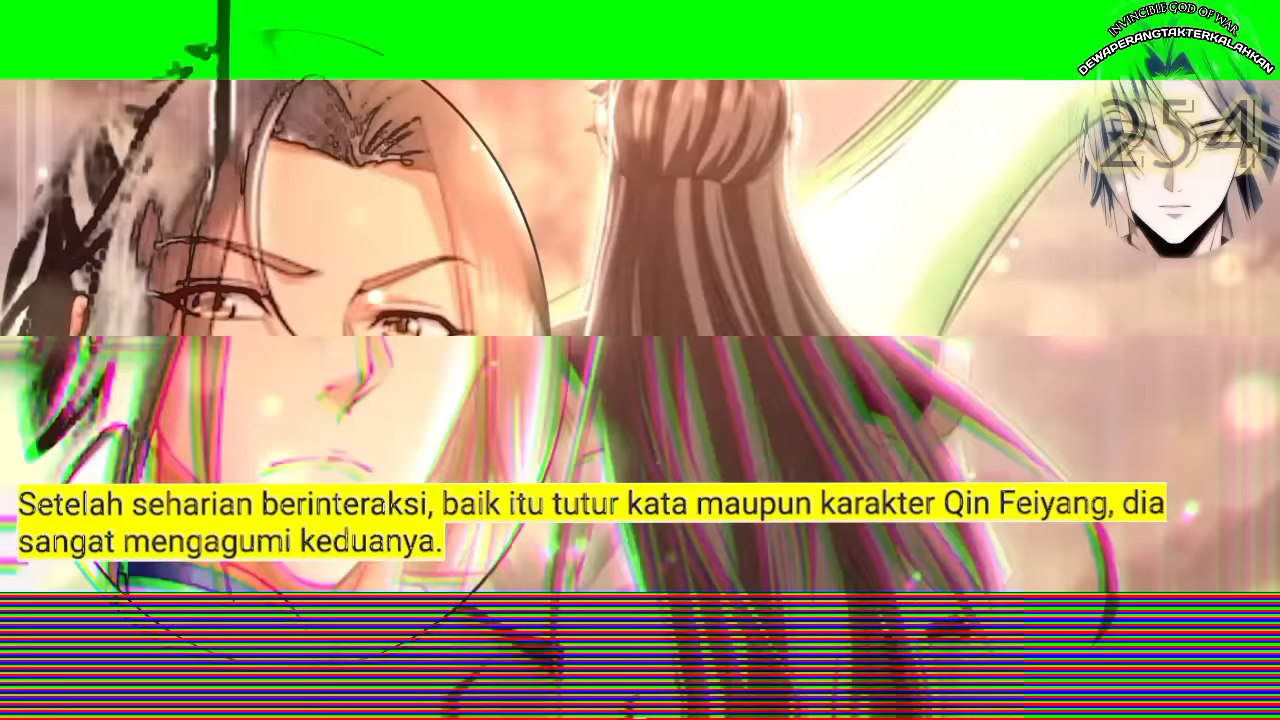 INVINCIBLE GOD OF WAR
DEWAPERANGTAKTERKALAHKAN
254
Setelah seharian berinteraksi, baik itu tutur kata maupun karakter Qin Feiyang, dia
sangat mengagumi keduanya.